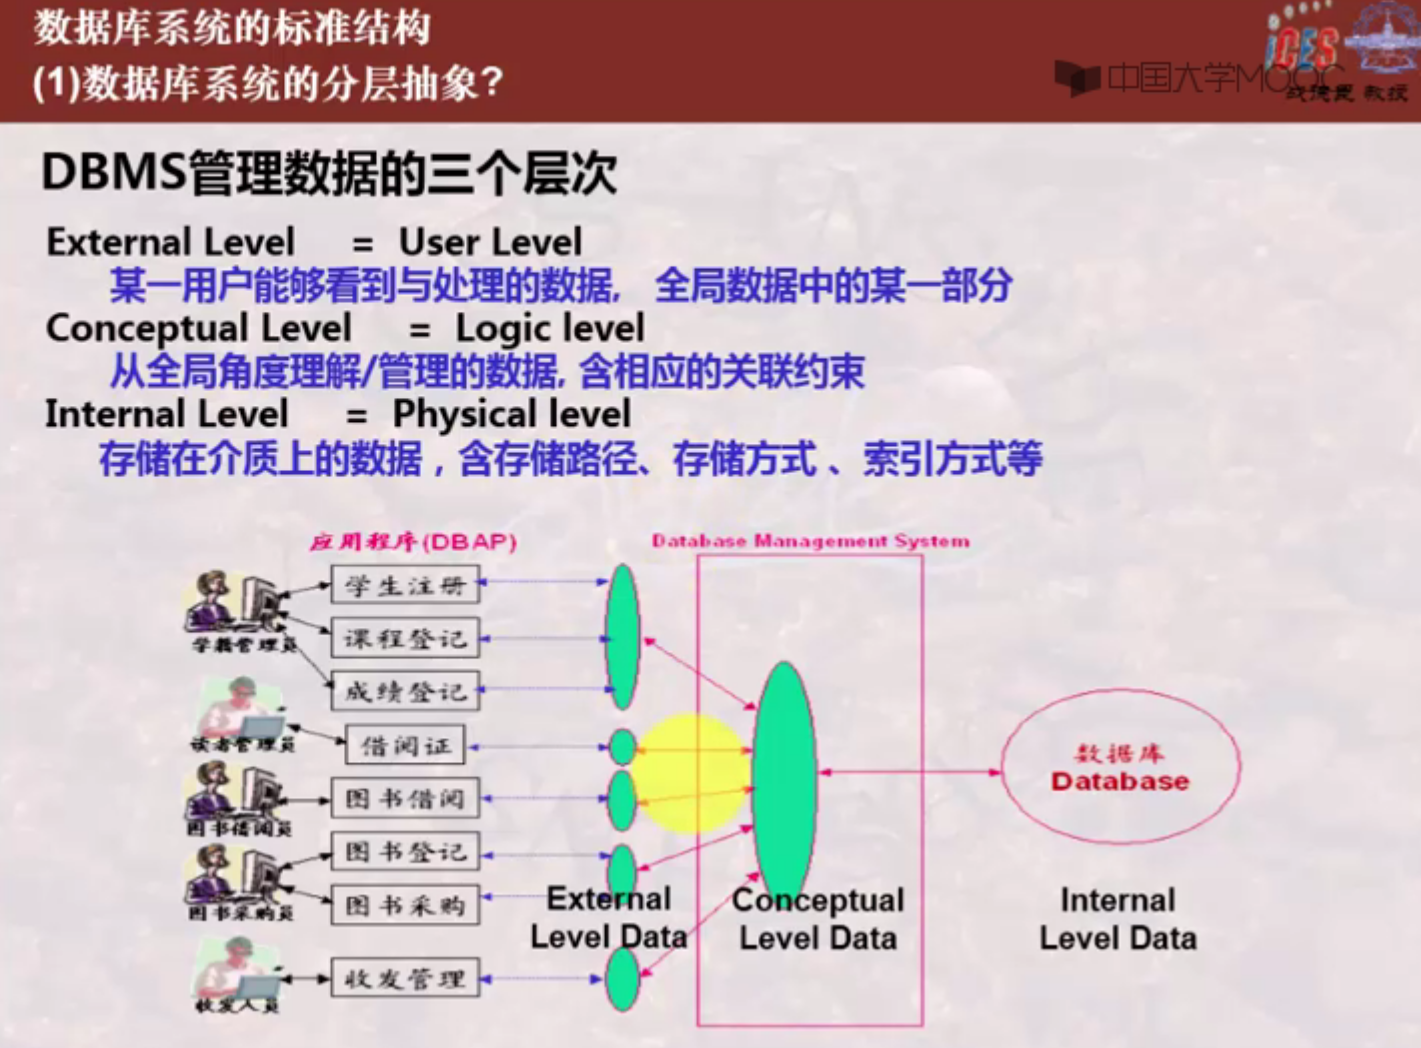 数据库系统的标准结构
(1)数据库系统的分层抽象?
iCES
中国大学MOOC
战德臣 教授
DBMS管理数据的三个层次
External Level = User Level
某一用户能够看到与处理的数据, 全局数据中的某一部分
Conceptual Level = Logic level
从全局角度理解/管理的数据, 含相应的关联约束
Internal Level = Physical level
存储在介质上的数据，含存储路径、存储方式 、索引方式等
应用程序(DBAP)
Database Management System
学生注册
课程登记
学籍管理员
成绩登记
读者管理员
借阅证
图书借阅
图书借阅员
图书登记
图书采购
图书采购员
收发管理
收发人员
数据库
Database
External
Level Data
Conceptual
Level Data
Internal
Level Data